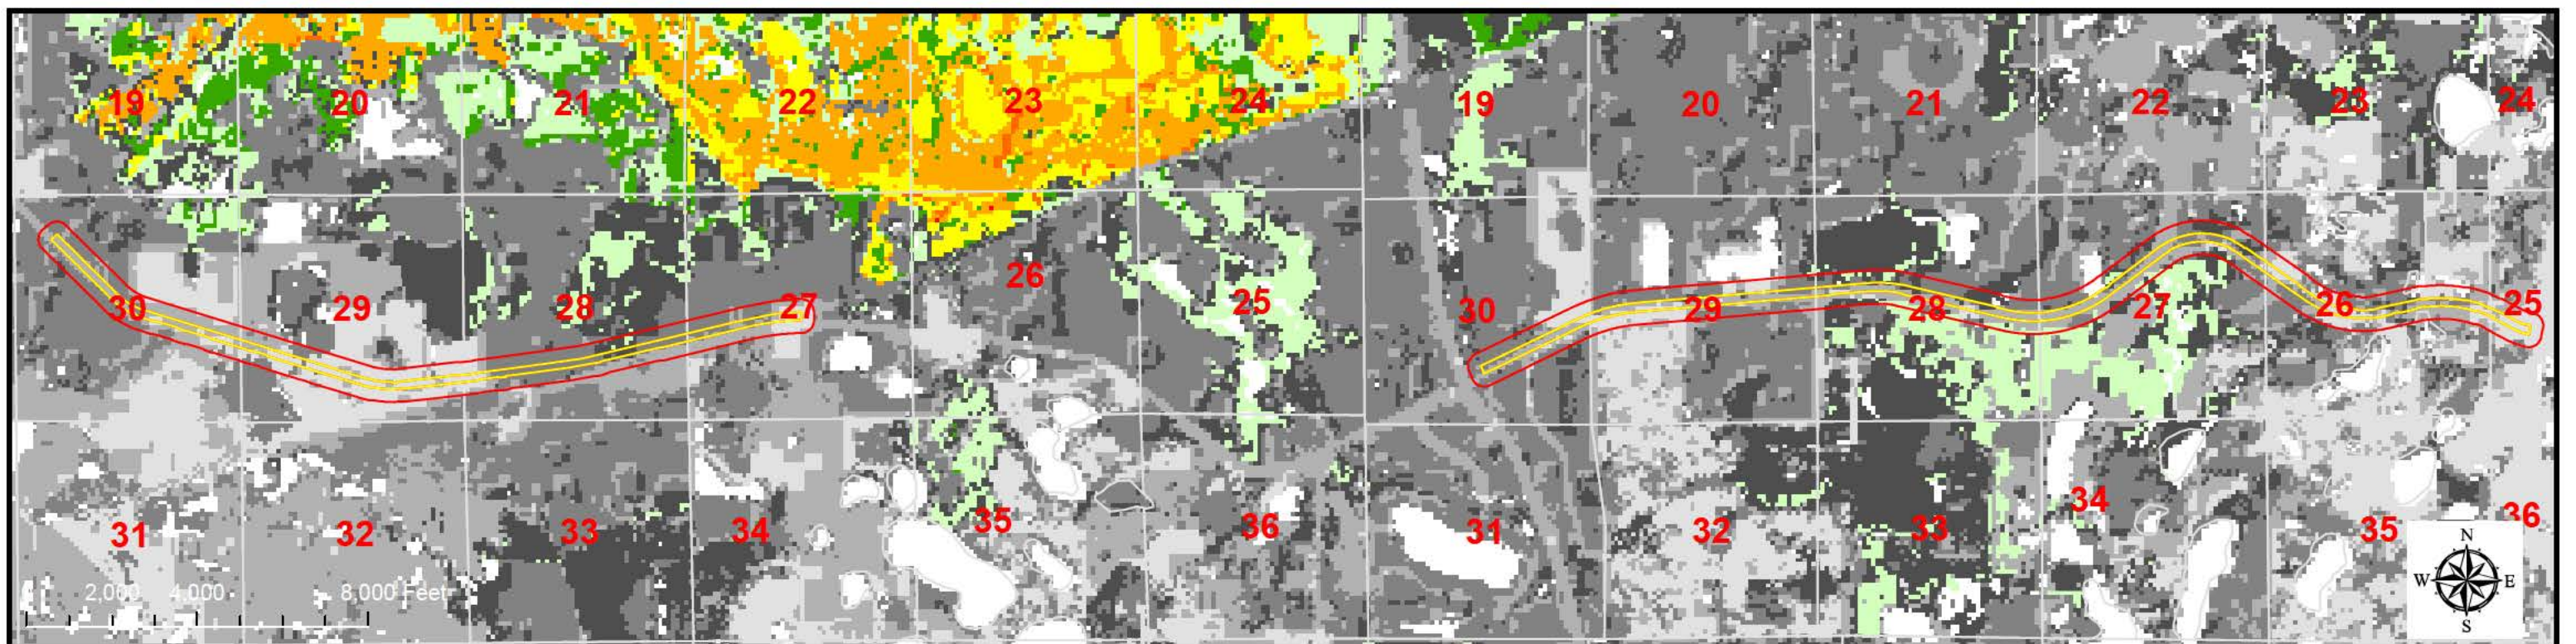 19 20 21 22 23 24 19 20 21 22 23 24
30 29 28 27 26 25 30 29 28 27 26 25
31 32 33 34 35 36 31 32 33 34 35 36
2,000 4,000 8,000 Feet
N
W E
S